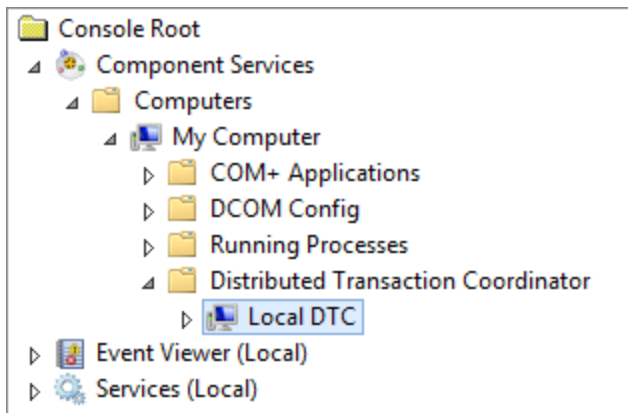 Console Root
Component Services
Computers
My Computer
COM+ Applications
DCOM Config
Running Processes
Distributed Transaction Coordinator
Local DTC
Event Viewer (Local)
Services (Local)